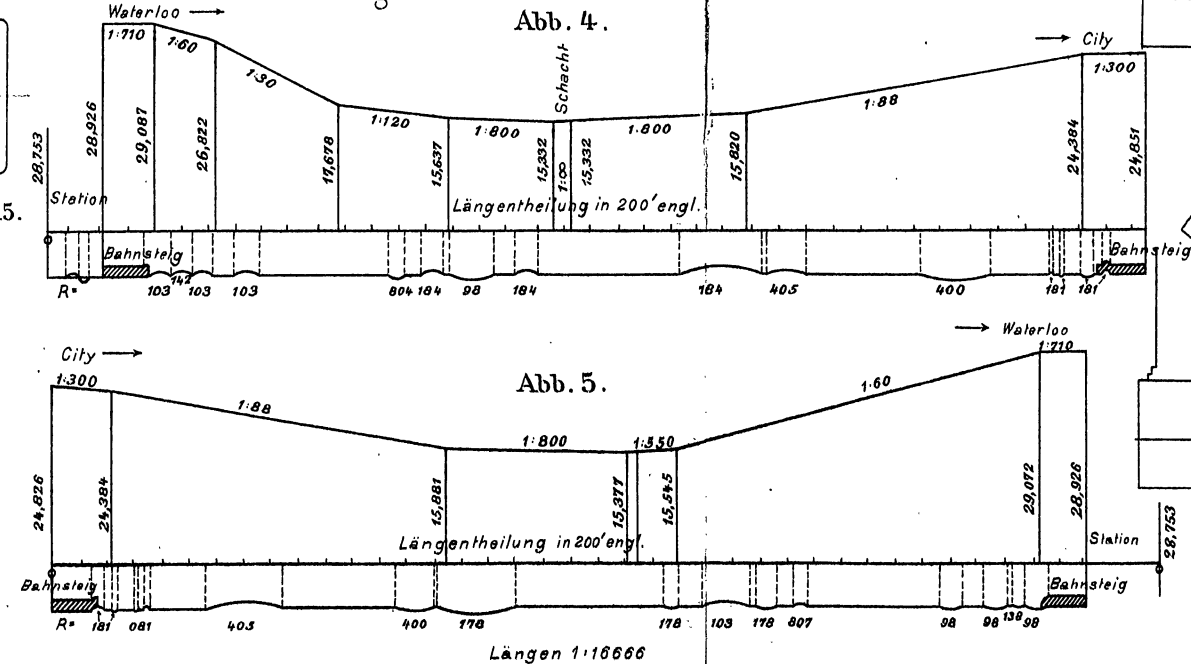 Abb. 4.
Waterloo →
→ City
1:710
1:60
1:30
1:120
1:800
Schacht
1:∞
1.800
1:88
1:300
28,753
28,926
29,087
26,822
17,678
15,637
15,332
15,332
15,820
24,384
24,851
Station
Längentheilung in 200' engl.
15.
Bahnsteig
Bahnsteig
R= 103 142 103 103 804 184 98 184 184 405 400 181 181
→ Waterloo
City →
Abb. 5.
1:300
1:88
1:800
1:550
1:60
1:710
24,826
24,384
15,881
15,377
15,545
29,072
28,926
28,753
Längentheilung in 200' engl.
Station
Bahnsteig
Bahnsteig
R= 181 081 405 400 178 178 103 178 807 98 98 138 98
Längen 1:16666